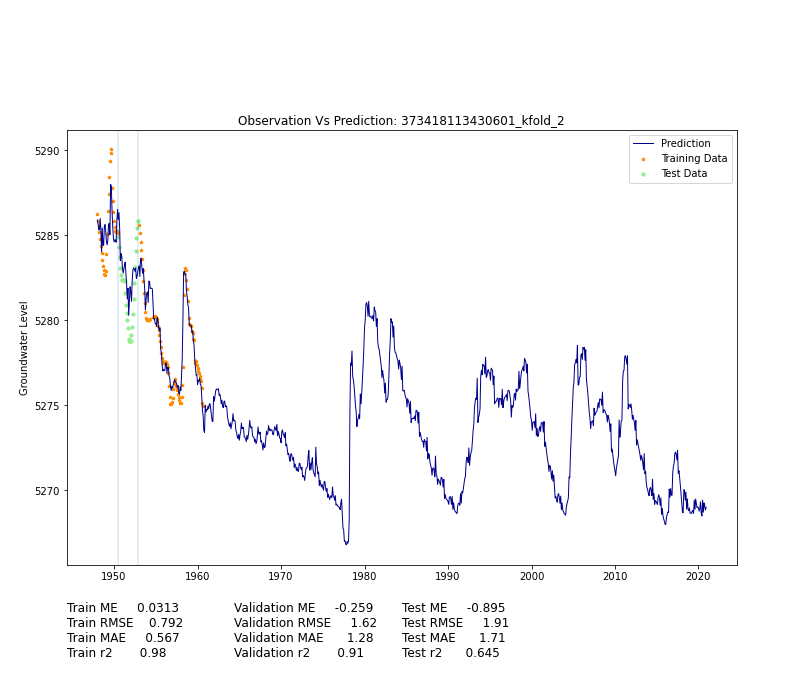 Observation Vs Prediction: 373418113430601_kfold_2
Prediction
Training Data
Test Data
5290
5285
5280
5275
5270
Groundwater Level
1950 1960 1970 1980 1990 2000 2010 2020
Train ME 0.0313 Validation ME -0.259 Test ME -0.895
Train RMSE 0.792 Validation RMSE 1.62 Test RMSE 1.91
Train MAE 0.567 Validation MAE 1.28 Test MAE 1.71
Train r2 0.98 Validation r2 0.91 Test r2 0.645